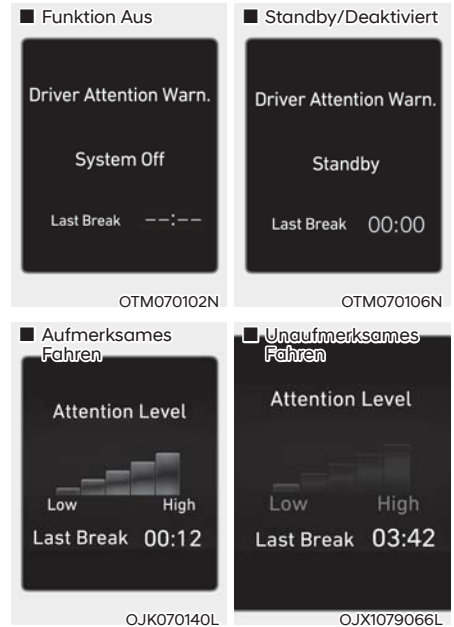 ■ Funktion Aus
Driver Attention Warn.
System Off
Last Break --:--
OTM070102N
■ Standby/Deaktiviert
Driver Attention Warn.
Standby
Last Break 00:00
OTM070106N
■ Aufmerksames
Fahren
Attention Level
Low High
Last Break 00:12
OJK070140L
■ Unaufmerksames
Fahren
Attention Level
Low High
Last Break 03:42
OJX1079066L